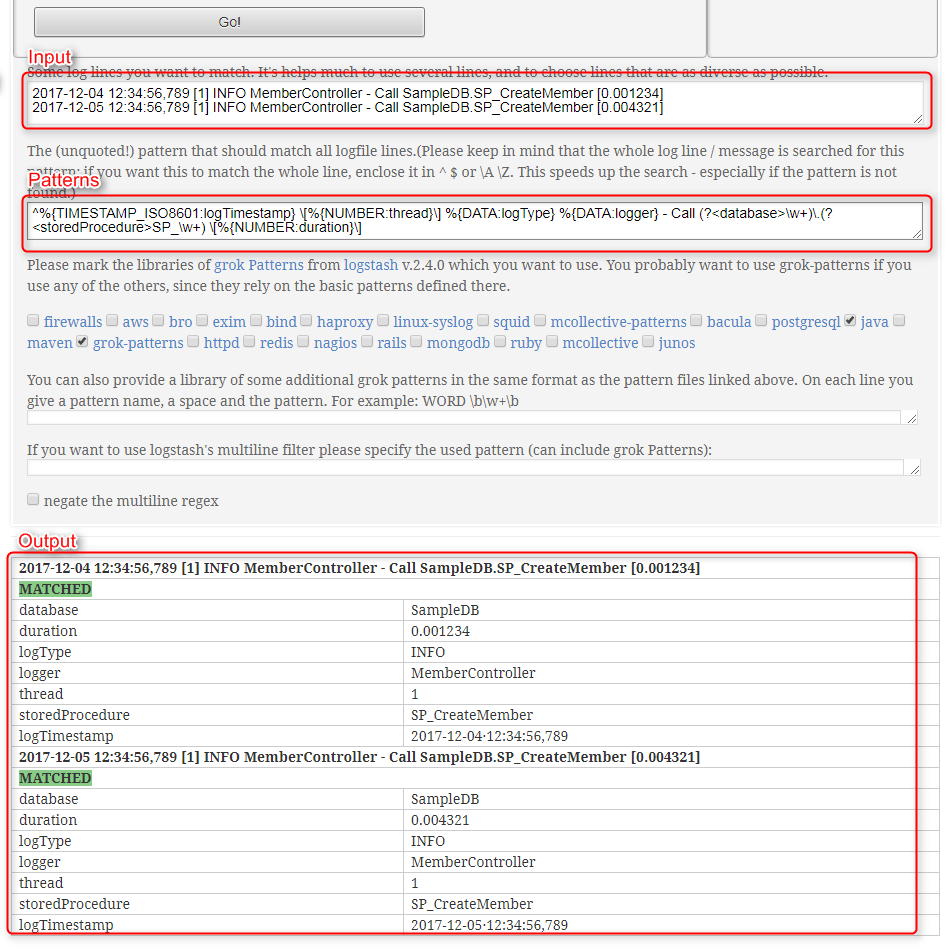 Go!
Input
Some log lines you want to match. It's helps much to use several lines, and to choose lines that are as diverse as possible.
2017-12-04 12:34:56,789 [1] INFO MemberController - Call SampleDB.SP_CreateMember [0.001234]
2017-12-05 12:34:56,789 [1] INFO MemberController - Call SampleDB.SP_CreateMember [0.004321]
The (unquoted!) pattern that should match all logfile lines.(Please keep in mind that the whole log line / message is searched for this
pattern; if you want this to match the whole line, enclose it in ^ $ or \A \Z. This speeds up the search - especially if the pattern is not
Patterns
found.)
^%{TIMESTAMP_ISO8601:logTimestamp} \[%{NUMBER:thread}\] %{DATA:logType} %{DATA:logger} - Call (?<database>\w+)\.(?
<storedProcedure>SP_\w+) \[%{NUMBER:duration}\]
Please mark the libraries of grok Patterns from logstash v.2.4.0 which you want to use. You probably want to use grok-patterns if you
use any of the others, since they rely on the basic patterns defined there.
firewalls aws bro exim bind haproxy linux-syslog squid mcollective-patterns bacula postgresql java
maven grok-patterns httpd redis nagios rails mongodb ruby mcollective junos
You can also provide a library of some additional grok patterns in the same format as the pattern files linked above. On each line you
give a pattern name, a space and the pattern. For example: WORD \b\w+\b
If you want to use logstash's multiline filter please specify the used pattern (can include grok Patterns):
negate the multiline regex
Output
2017-12-04 12:34:56,789 [1] INFO MemberController - Call SampleDB.SP_CreateMember [0.001234]
MATCHED
database SampleDB
duration 0.001234
logType INFO
logger MemberController
thread 1
storedProcedure SP_CreateMember
logTimestamp 2017-12-04·12:34:56,789
2017-12-05 12:34:56,789 [1] INFO MemberController - Call SampleDB.SP_CreateMember [0.004321]
MATCHED
database SampleDB
duration 0.004321
logType INFO
logger MemberController
thread 1
storedProcedure SP_CreateMember
logTimestamp 2017-12-05·12:34:56,789